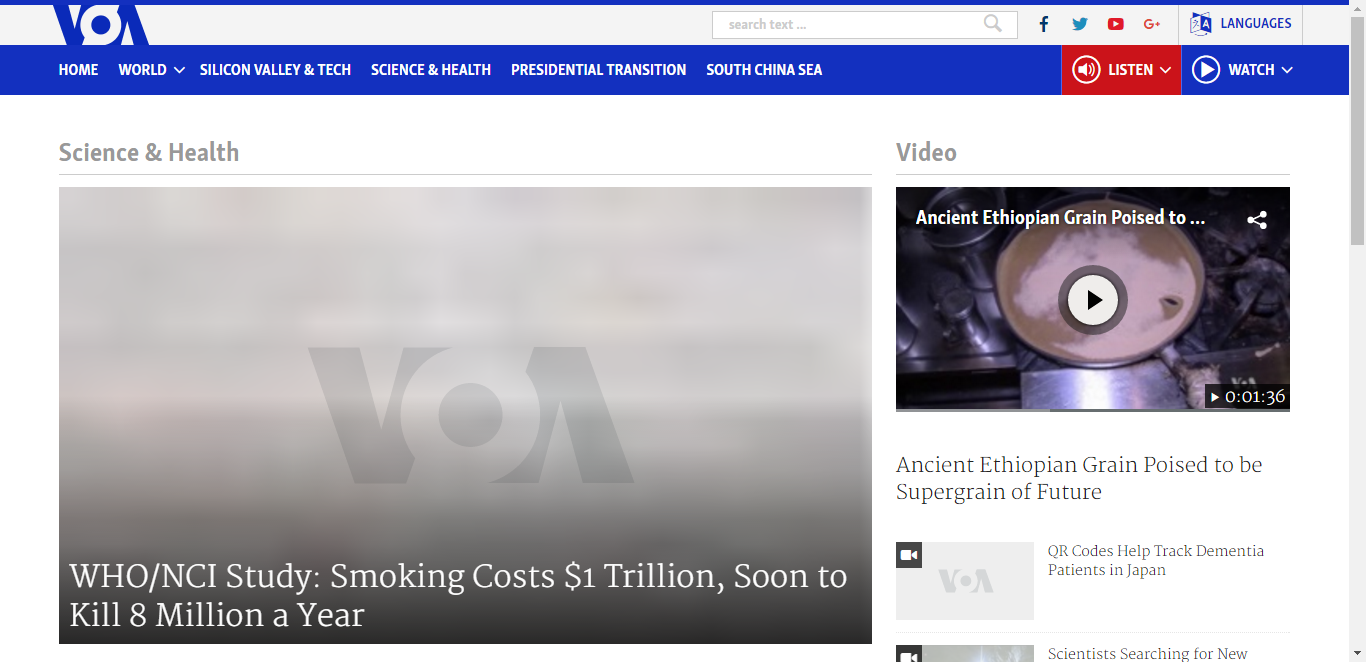 VOA
search text ...
G+
LANGUAGES
HOME
WORLD
SILICON VALLEY & TECH
SCIENCE & HEALTH
PRESIDENTIAL TRANSITION
SOUTH CHINA SEA
LISTEN
WATCH
Science & Health
VOA
WHO/NCI Study: Smoking Costs $1 Trillion, Soon to
Kill 8 Million a Year
Video
Ancient Ethiopian Grain Poised to ...
VOA
0:01:36
Ancient Ethiopian Grain Poised to be
Supergrain of Future
VOA
QR Codes Help Track Dementia
Patients in Japan
Scientists Searching for New